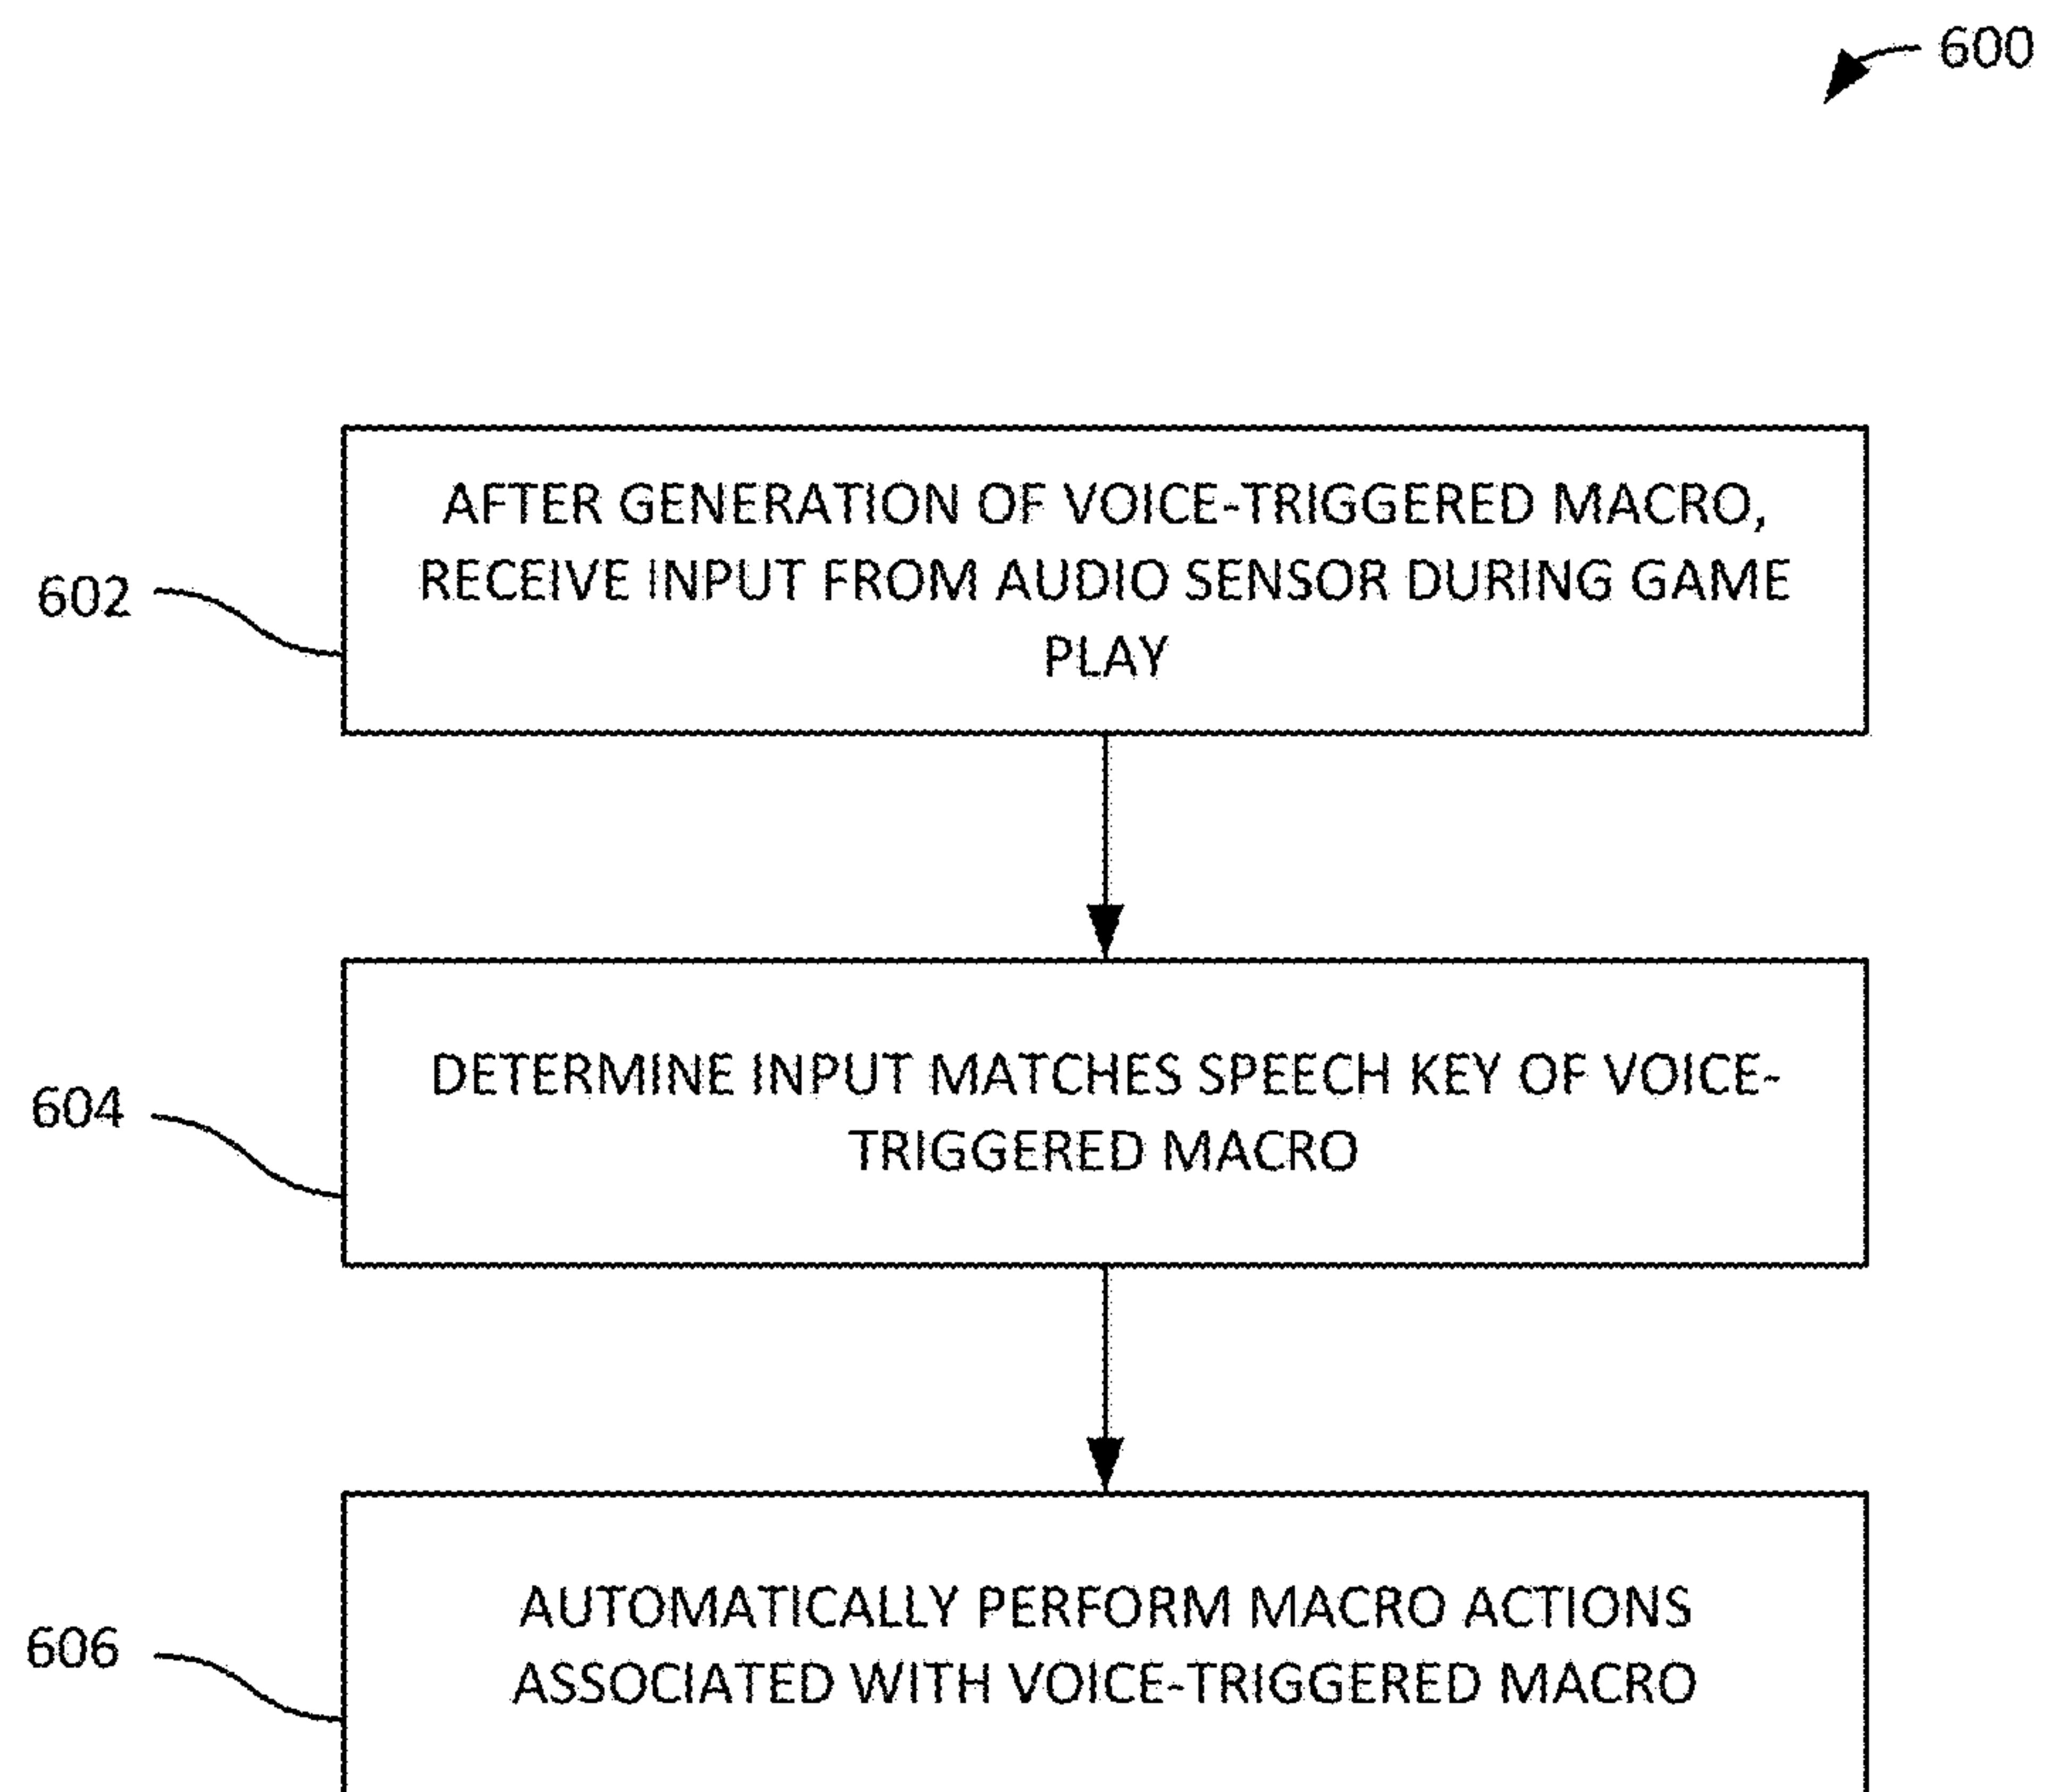 600
AFTER GENERATION OF VOICE-TRIGGERED MACRO,
RECEIVE INPUT FROM AUDIO SENSOR DURING GAME
PLAY
602
DETERMINE INPUT MATCHES SPEECH KEY OF VOICE-
TRIGGERED MACRO
604
AUTOMATICALLY PERFORM MACRO ACTIONS
ASSOCIATED WITH VOICE-TRIGGERED MACRO
606